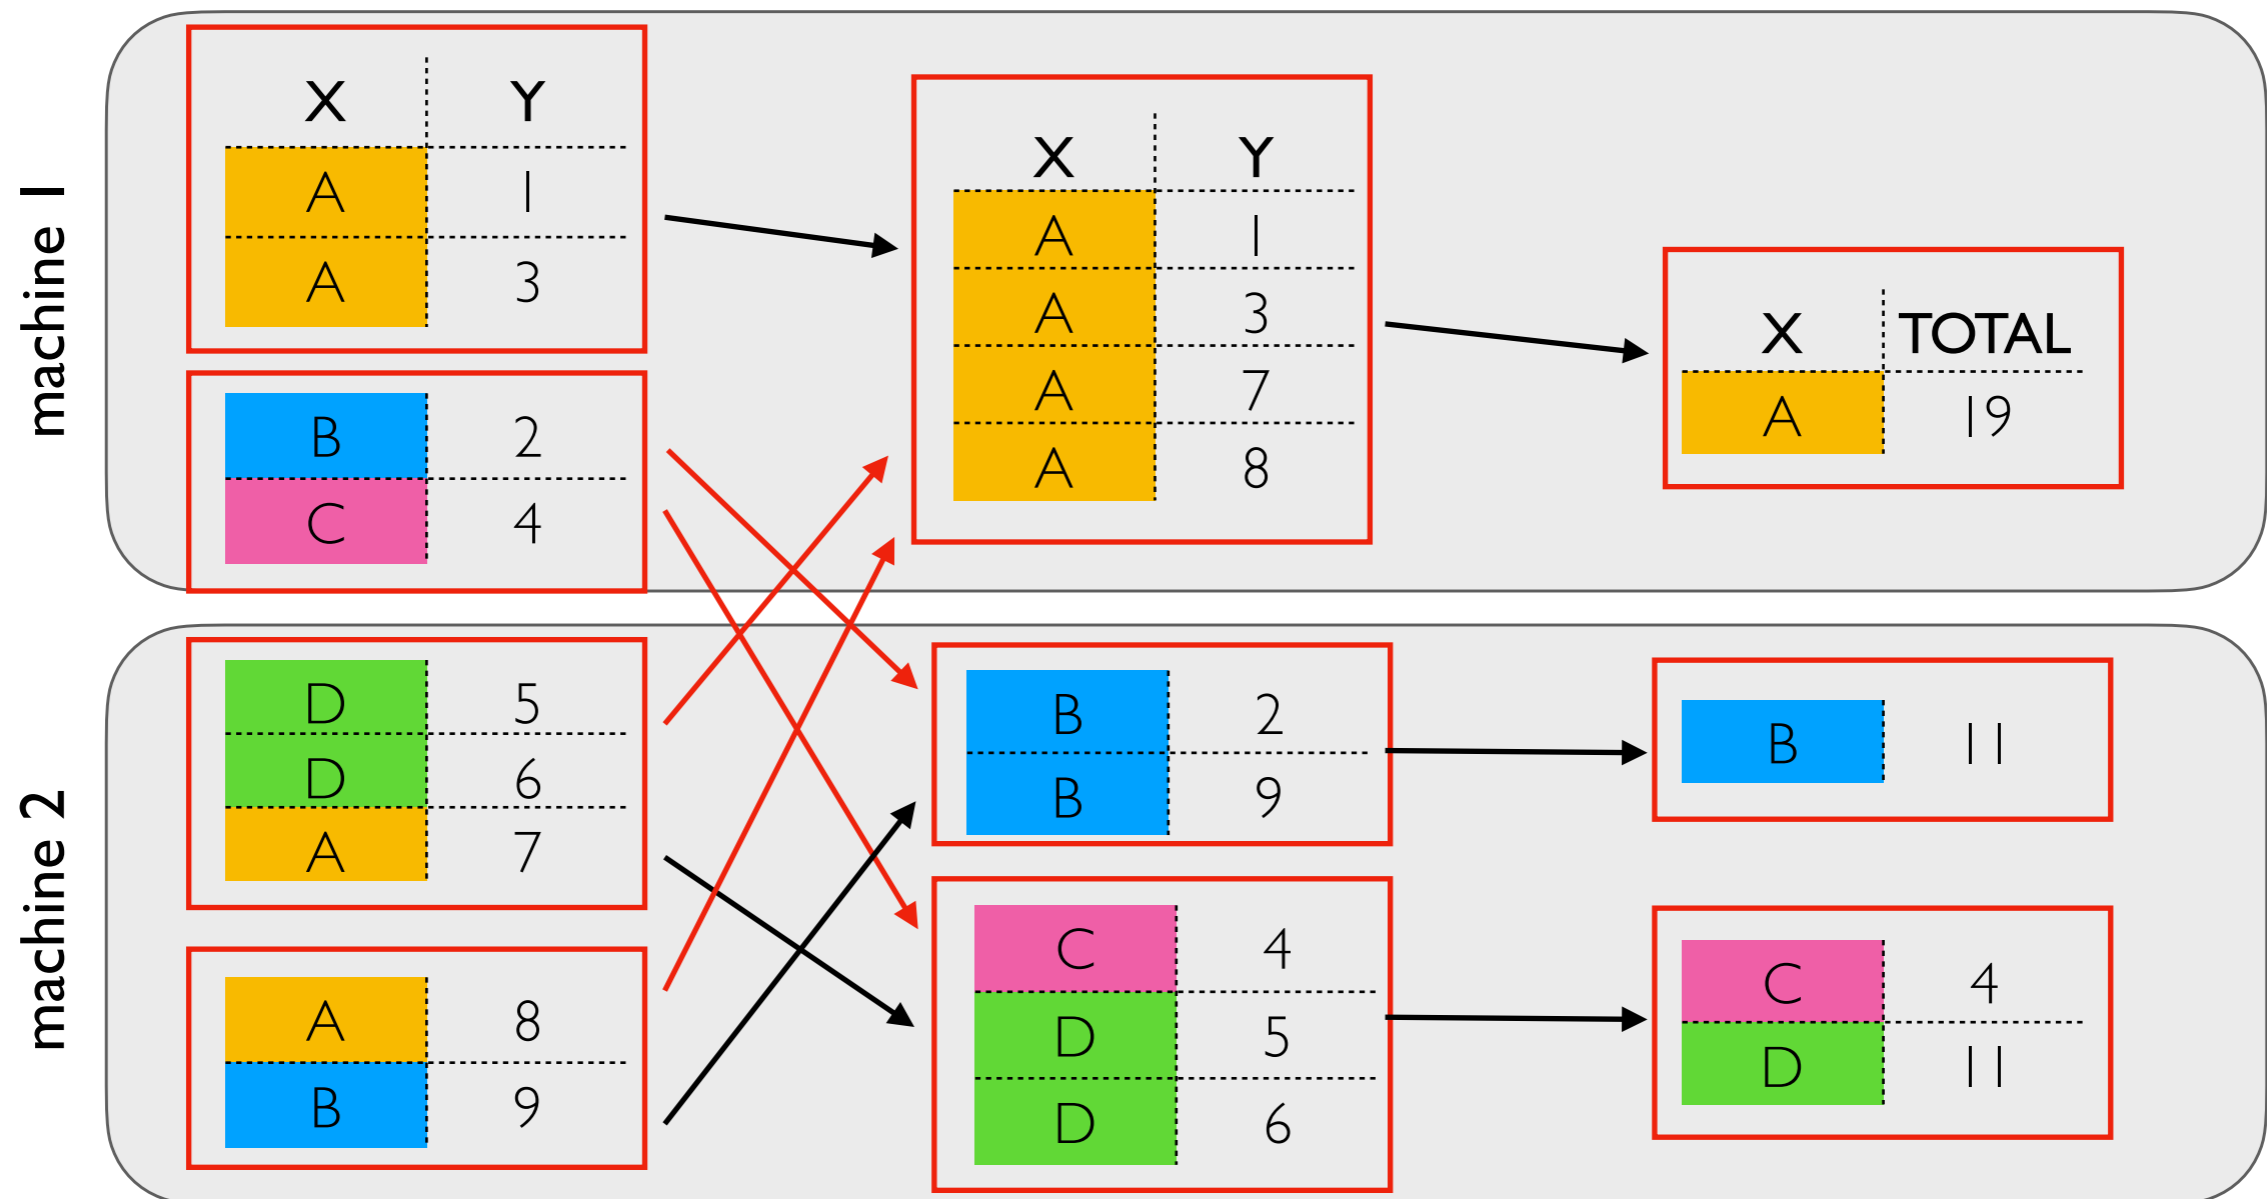 machine 1
X Y
A 1
A 3
B 2
C 4
X Y
A 1
A 3
A 7
A 8
X TOTAL
A 19
machine 2
D 5
D 6
A 7
A 8
B 9
B 2
B 9
C 4
D 5
D 6
B 11
C 4
D 11